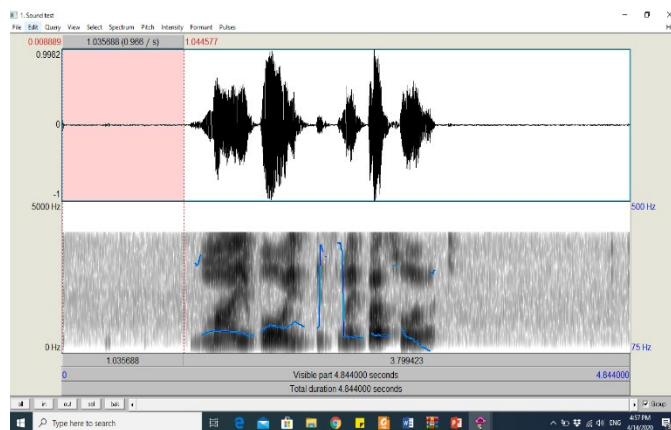 1. Sound test
File Edit Query View Select Spectrum Pitch Intensity Formant Pulses
0.008889 1.035688 (0.966 / s) 1.044577
0.9962
0
-1
5000 Hz 500 Hz
0 Hz 75 Hz
1.035688 3.799423
0 Visible part 4.844000 seconds 4.844000
Total duration 4.844000 seconds
all in out sel bak Group
Type here to search ENG 4:57 PM
4/14/2020